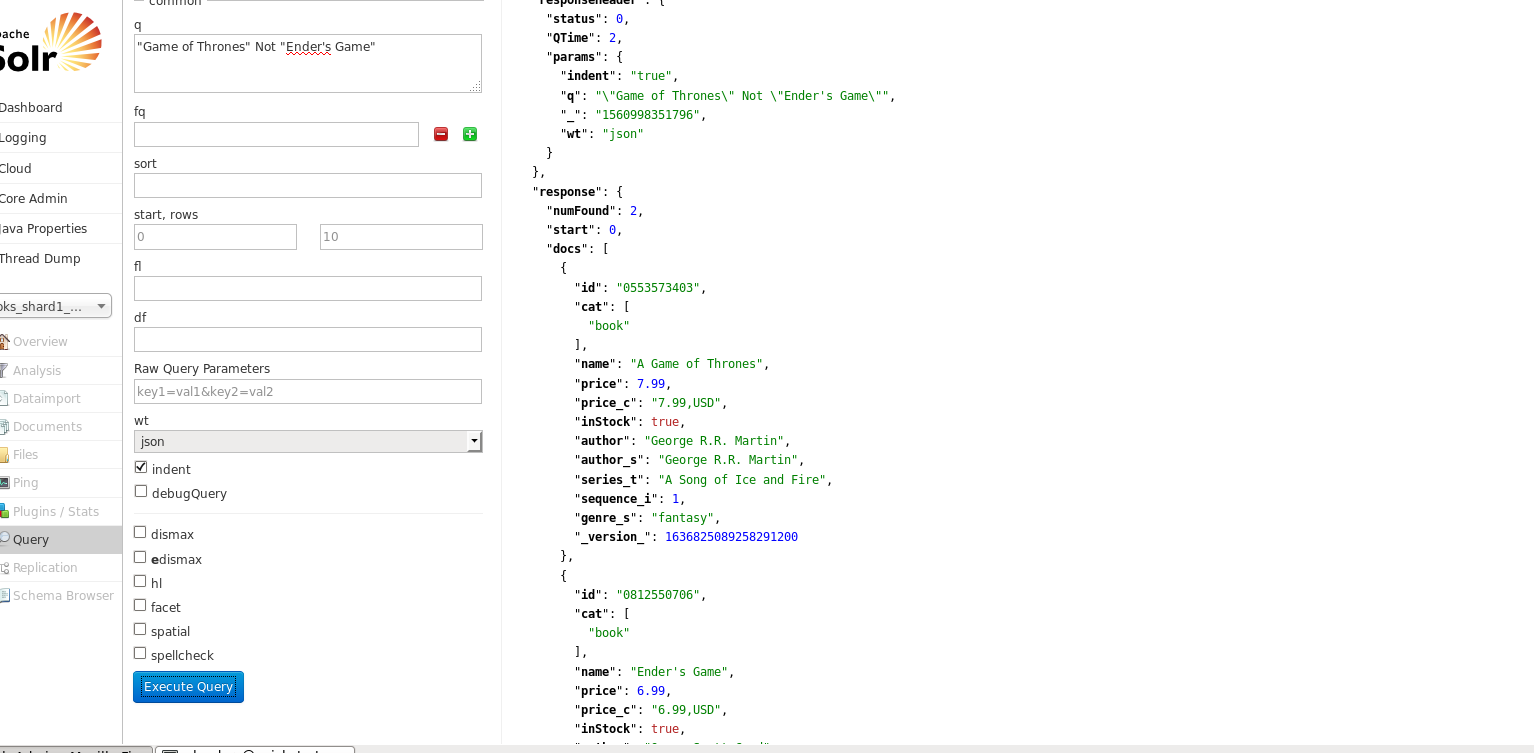 common
q
"Game of Thrones" Not "Ender's Game"
fq
sort
start, rows
0
10
fl
df
Raw Query Parameters
key1=val1&key2=val2
wt
json
indent
debugQuery
dismax
edismax
hl
facet
spatial
spellcheck
Execute Query
pache
Solr
Dashboard
Logging
Cloud
Core Admin
Java Properties
Thread Dump
oks_shard1_...
Overview
Analysis
Dataimport
Documents
Files
Ping
Plugins / Stats
Query
Replication
Schema Browser
"responseHeader": {
"status": 0,
"QTime": 2,
"params": {
"indent": "true",
"q": "\"Game of Thrones\" Not \"Ender's Game\"",
"_": "1560998351796",
"wt": "json"
}
},
"response": {
"numFound": 2,
"start": 0,
"docs": [
{
"id": "0553573403",
"cat": [
"book"
],
"name": "A Game of Thrones",
"price": 7.99,
"price_c": "7.99,USD",
"inStock": true,
"author": "George R.R. Martin",
"author_s": "George R.R. Martin",
"series_t": "A Song of Ice and Fire",
"sequence_i": 1,
"genre_s": "fantasy",
"_version_": 1636825089258291200
},
{
"id": "0812550706",
"cat": [
"book"
],
"name": "Ender's Game",
"price": 6.99,
"price_c": "6.99,USD",
"inStock": true,